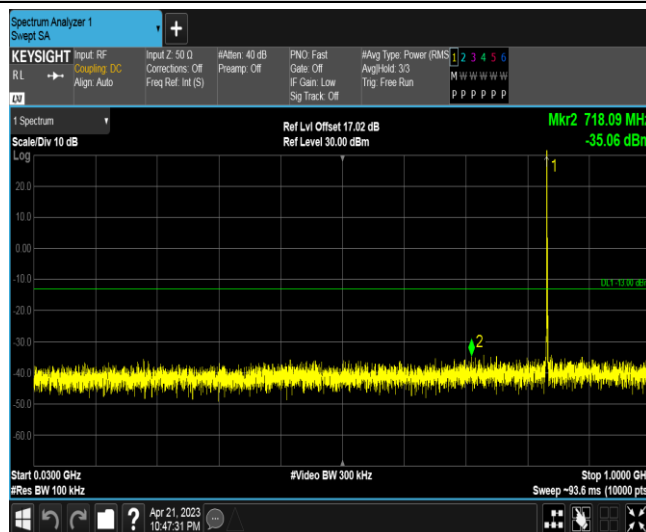 Spectrum Analyzer 1
Swept SA
+
KEYSIGHT
RL
LXI
Input: RF
Coupling: DC
Align: Auto
Input Z: 50 Ω
Corrections: Off
Freq Ref: Int (S)
#Atten: 40 dB
Preamp: Off
PNO: Fast
Gate: Off
IF Gain: Low
Sig Track: Off
#Avg Type: Power (RMS
Avg|Hold: 3/3
Trig: Free Run
1 2 3 4 5 6
M W W W W W
P P P P P P
1 Spectrum
Scale/Div 10 dB
Log
Ref Lvl Offset 17.02 dB
Ref Level 30.00 dBm
Mkr2 718.09 MHz
-35.06 dBm
1
20.0
10.0
0.00
-10.0
DL1 -13.00 dBm
-20.0
-30.0
2
-40.0
-50.0
-60.0
Start 0.0300 GHz
#Res BW 100 kHz
#Video BW 300 kHz
Stop 1.0000 GH
Sweep ~93.6 ms (10000 pts
?
Apr 21, 2023
10:47:31 PM